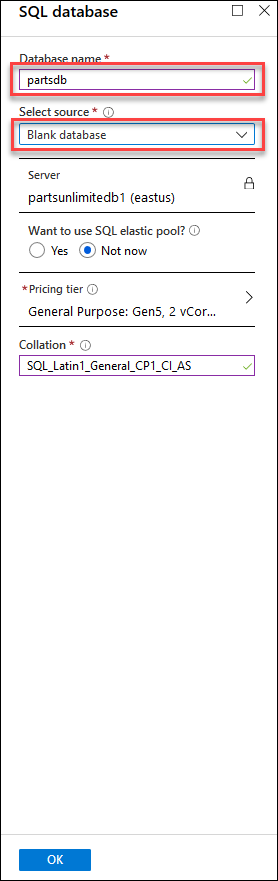 SQL database
Database name *
partsdb
Select source *
Blank database
Server
partsunlimitedb1 (eastus)
Want to use SQL elastic pool?
Yes Not now
*Pricing tier
General Purpose: Gen5, 2 vCor...
Collation *
SQL_Latin1_General_CP1_CI_AS
OK